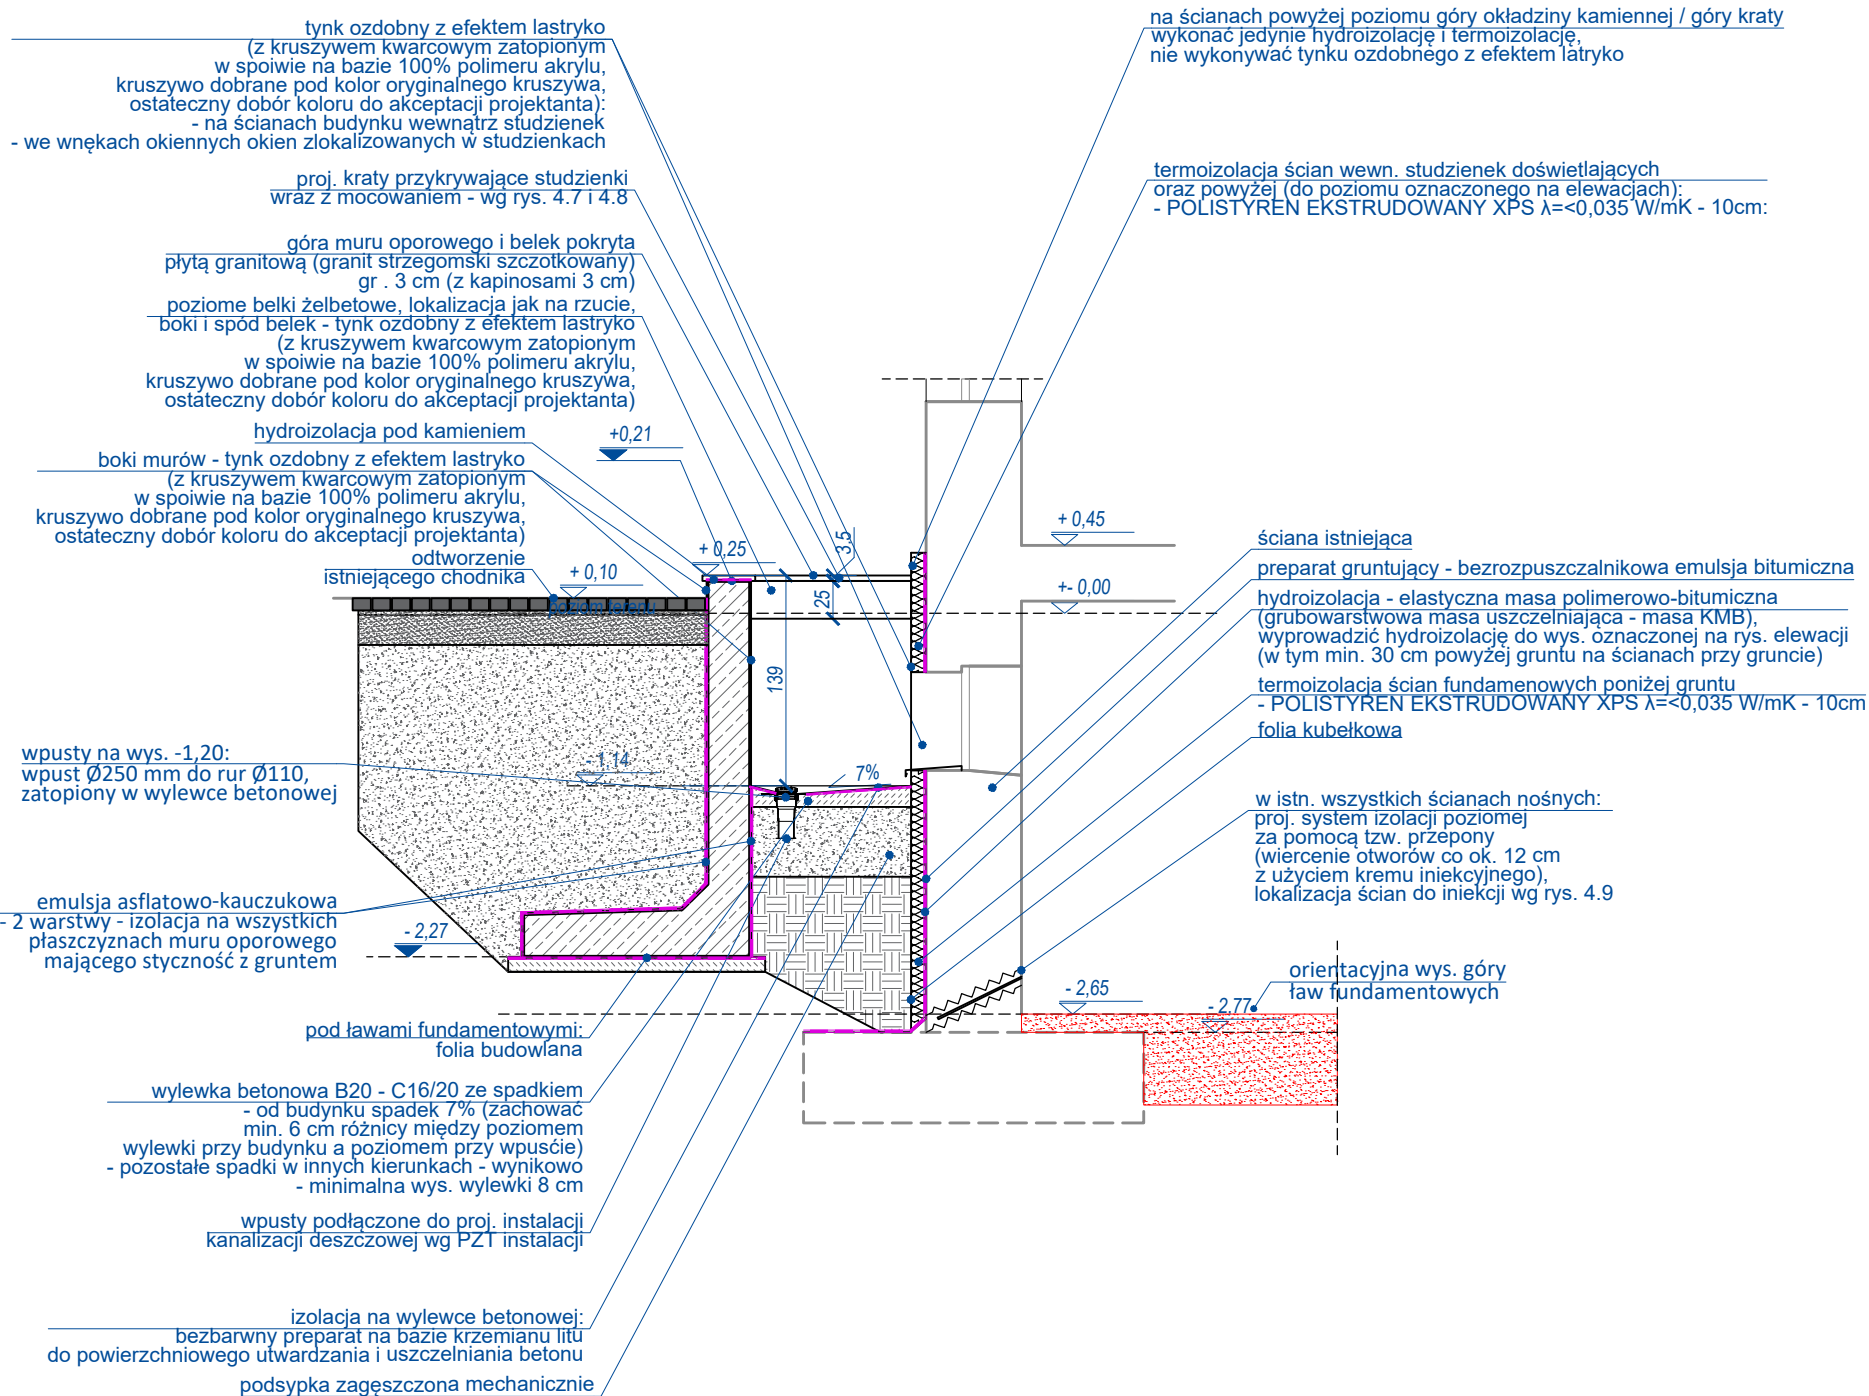 tynk ozdobny z efektem lastryko
(z kruszywem kwarcowym zatopionym
w spoiwie na bazie 100% polimeru akrylu,
kruszywo dobrane pod kolor oryginalnego kruszywa,
ostateczny dobór koloru do akceptacji projektanta):
- na ścianach budynku wewnątrz studzienek
- we wnękach okiennych okien zlokalizowanych w studzienkach
proj. kraty przykrywające studzienki
wraz z mocowaniem - wg rys. 4.7 i 4.8
góra muru oporowego i belek pokryta
płytą granitową (granit strzegomski szczotkowany)
gr . 3 cm (z kapinosami 3 cm)
poziome belki żelbetowe, lokalizacja jak na rzucie,
boki i spód belek - tynk ozdobny z efektem lastryko
(z kruszywem kwarcowym zatopionym
w spoiwie na bazie 100% polimeru akrylu,
kruszywo dobrane pod kolor oryginalnego kruszywa,
ostateczny dobór koloru do akceptacji projektanta)
hydroizolacja pod kamieniem
boki murów - tynk ozdobny z efektem lastryko
(z kruszywem kwarcowym zatopionym
w spoiwie na bazie 100% polimeru akrylu,
kruszywo dobrane pod kolor oryginalnego kruszywa,
ostateczny dobór koloru do akceptacji projektanta)
odtworzenie
istniejącego chodnika
wpusty na wys. -1,20:
wpust Ø250 mm do rur Ø110,
zatopiony w wylewce betonowej
emulsja asflatowo-kauczukowa
- 2 warstwy - izolacja na wszystkich
płaszczyznach muru oporowego
mającego styczność z gruntem
pod ławami fundamentowymi:
folia budowlana
wylewka betonowa B20 - C16/20 ze spadkiem
- od budynku spadek 7% (zachować
min. 6 cm różnicy między poziomem
wylewki przy budynku a poziomem przy wpuśćie)
- pozostałe spadki w innych kierunkach - wynikowo
- minimalna wys. wylewki 8 cm
wpusty podłączone do proj. instalacji
kanalizacji deszczowej wg PZT instalacji
izolacja na wylewce betonowej:
bezbarwny preparat na bazie krzemianu litu
do powierzchniowego utwardzania i uszczelniania betonu
podsypka zagęszczona mechanicznie
+0,21
+ 0,25
+ 0,10
poziom terenu
3,5
25
139
- 1,14
7%
- 2,27
+ 0,45
+- 0,00
- 2,65
- 2,77
na ścianach powyżej poziomu góry okładziny kamiennej / góry kraty
wykonać jedynie hydroizolację i termoizolację,
nie wykonywać tynku ozdobnego z efektem latryko
termoizolacja ścian wewn. studzienek doświetlających
oraz powyżej (do poziomu oznaczonego na elewacjach):
- POLISTYREN EKSTRUDOWANY XPS λ=<0,035 W/mK - 10cm:
ściana istniejąca
preparat gruntujący - bezrozpuszczalnikowa emulsja bitumiczna
hydroizolacja - elastyczna masa polimerowo-bitumiczna
(grubowarstwowa masa uszczelniająca - masa KMB),
wyprowadzić hydroizolację do wys. oznaczonej na rys. elewacji
(w tym min. 30 cm powyżej gruntu na ścianach przy gruncie)
termoizolacja ścian fundamenowych poniżej gruntu
- POLISTYREN EKSTRUDOWANY XPS λ=<0,035 W/mK - 10cm
folia kubełkowa
w istn. wszystkich ścianach nośnych:
proj. system izolacji poziomej
za pomocą tzw. przepony
(wiercenie otworów co ok. 12 cm
z użyciem kremu iniekcyjnego),
lokalizacja ścian do iniekcji wg rys. 4.9
orientacyjna wys. góry
ław fundamentowych